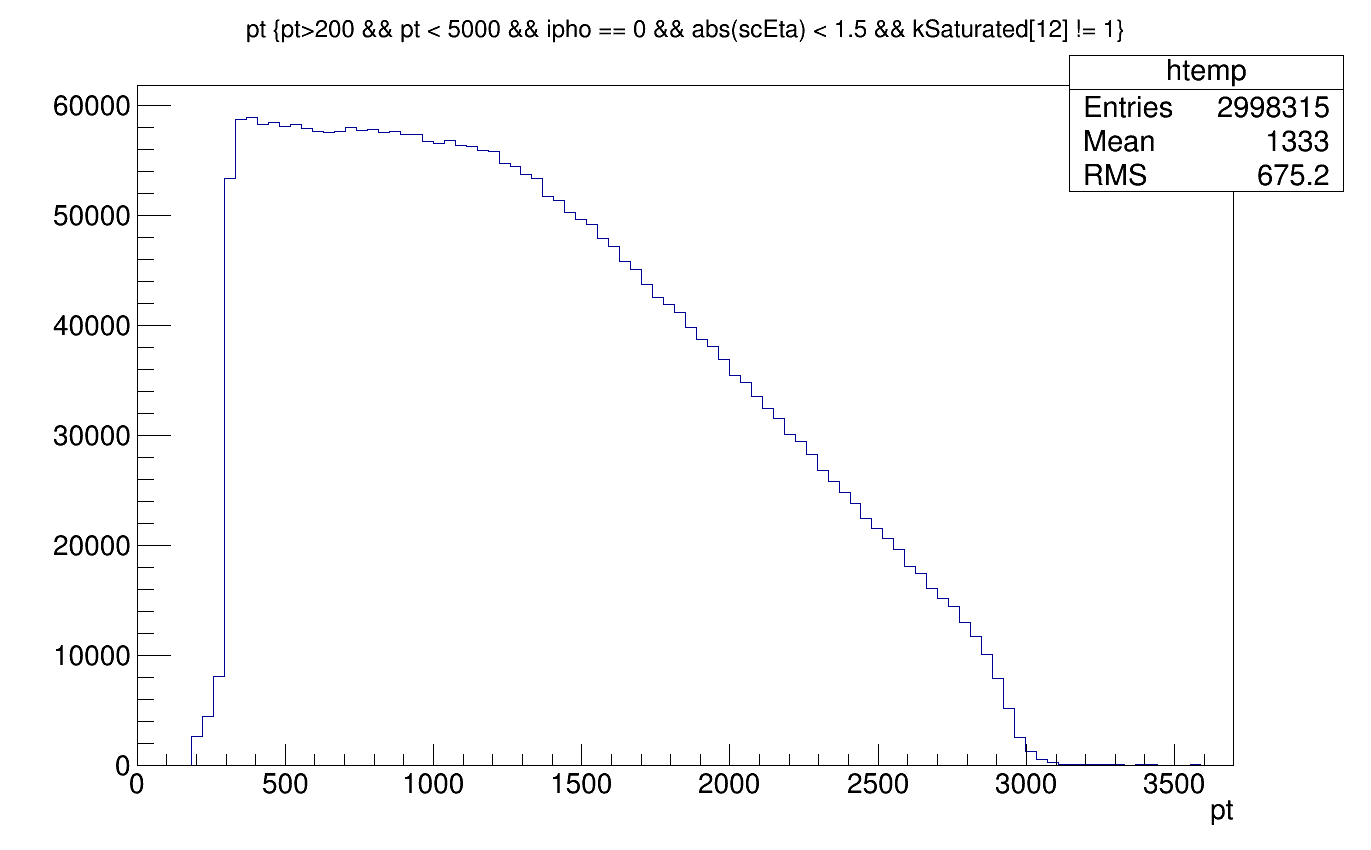 pt {pt>200 && pt < 5000 && ipho == 0 && abs(scEta) < 1.5 && kSaturated[12] != 1}
htemp
Entries 2998315
Mean 1333
RMS 675.2
60000
50000
40000
30000
20000
10000
0
0 500 1000 1500 2000 2500 3000 3500
pt